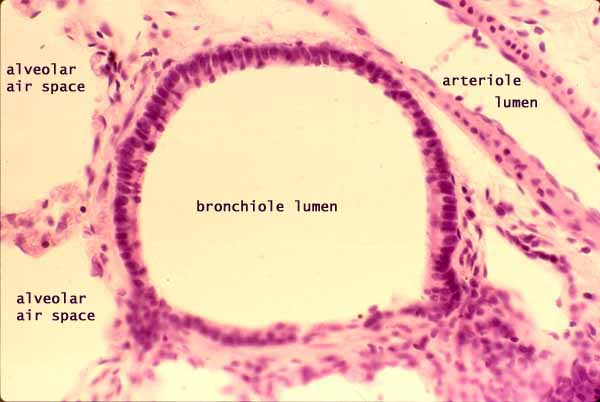 alveolar
air space
arteriole
lumen
bronchiole lumen
alveolar
air space